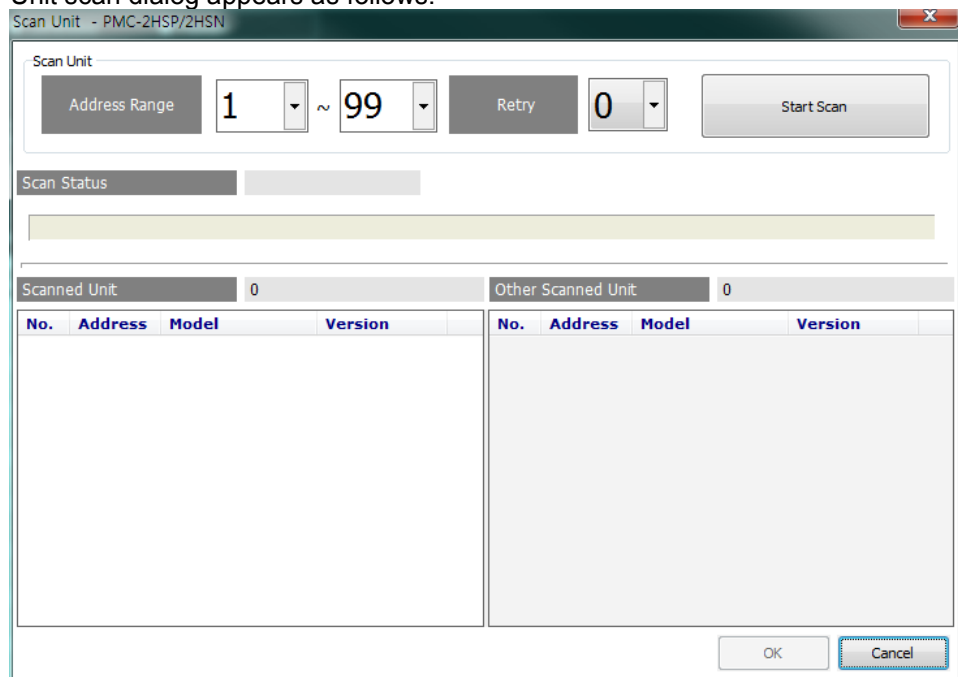 Unit scan dialog appears as follows.
Scan Unit - PMC-2HSP/2HSN
Scan Unit
Address Range 1 ~ 99 Retry 0 Start Scan
Scan Status
Scanned Unit 0 Other Scanned Unit 0
No. Address Model Version No. Address Model Version
OK Cancel